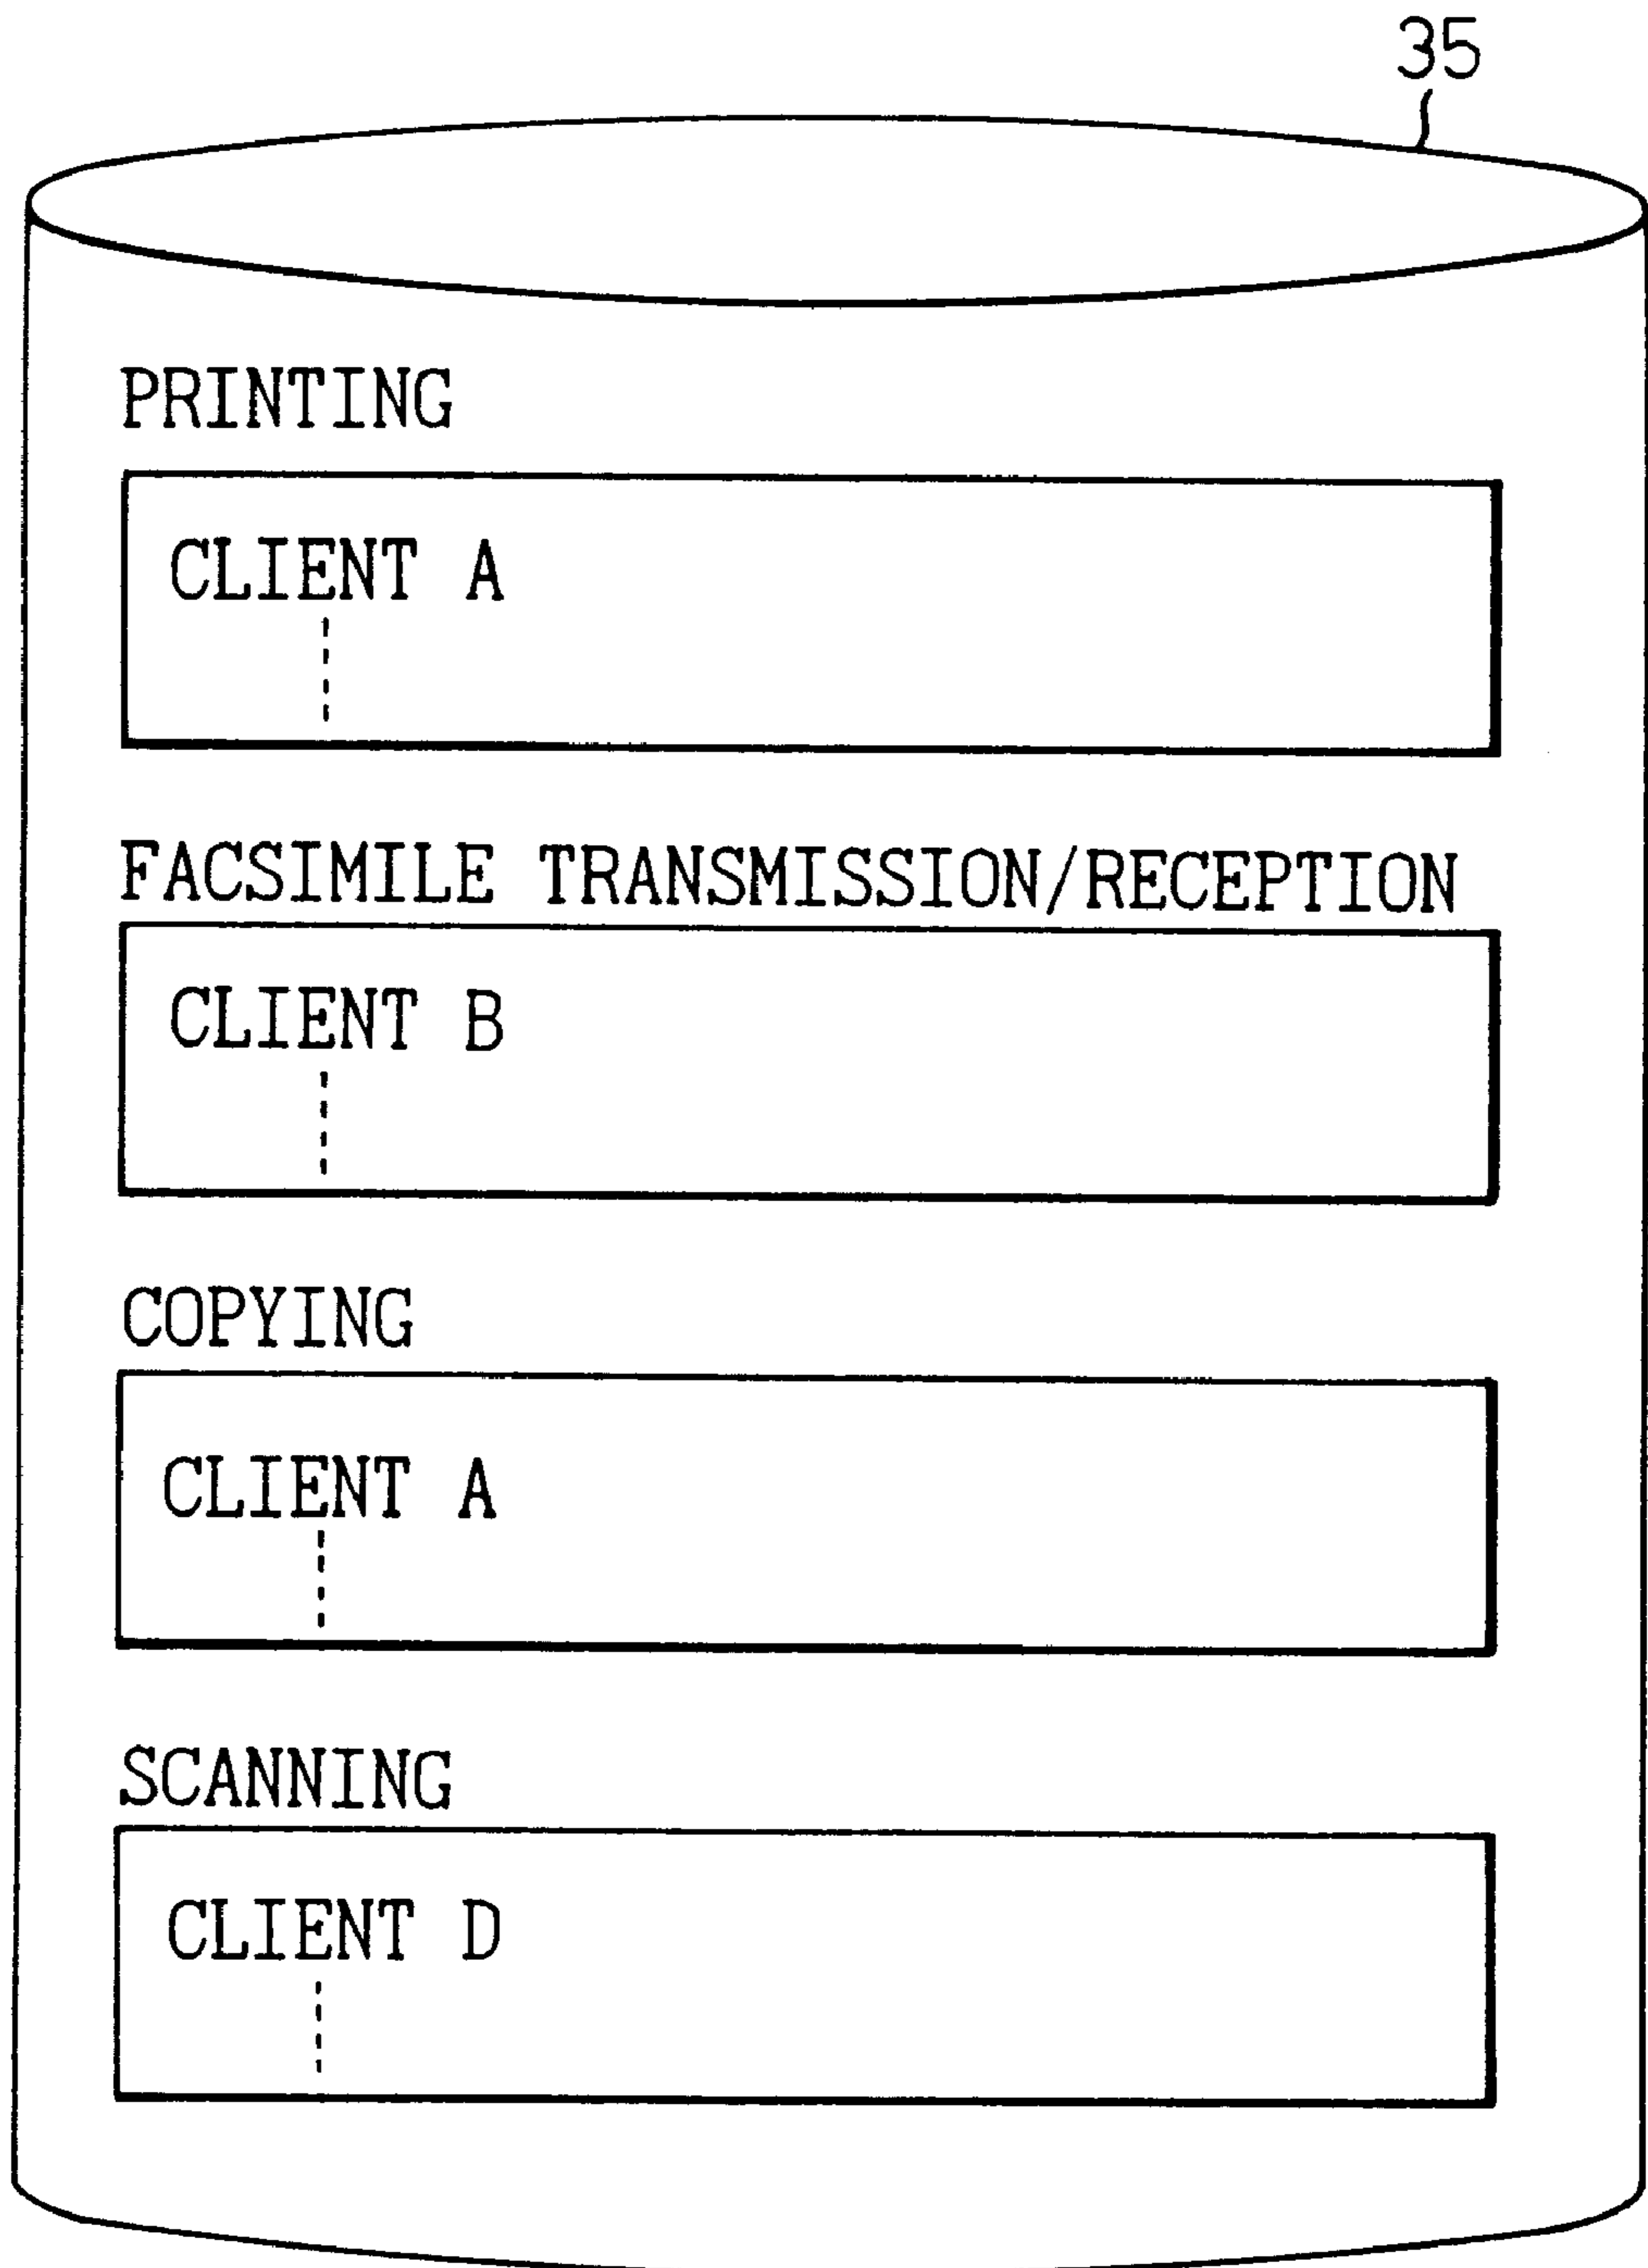 35
PRINTING
CLIENT A
FACSIMILE TRANSMISSION/RECEPTION
CLIENT B
COPYING
CLIENT A
SCANNING
CLIENT D